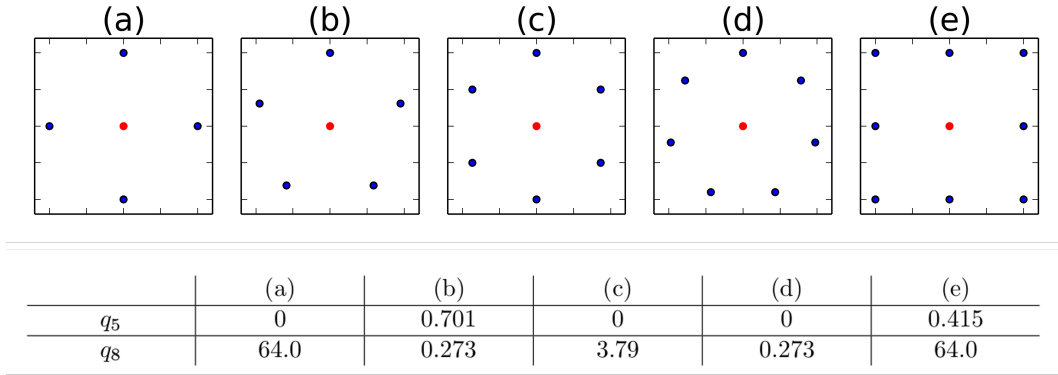 (a) (b) (c) (d) (e)
(a) (b) (c) (d) (e)
q₅ 0 0.701 0 0 0.415
q₈ 64.0 0.273 3.79 0.273 64.0